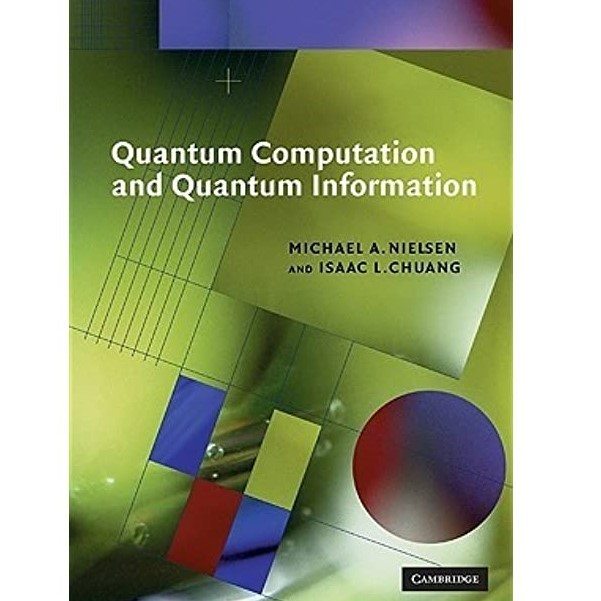 Quantum Computation
and Quantum Information
MICHAEL A. NIELSEN
AND ISAAC L. CHUANG
CAMBRIDGE